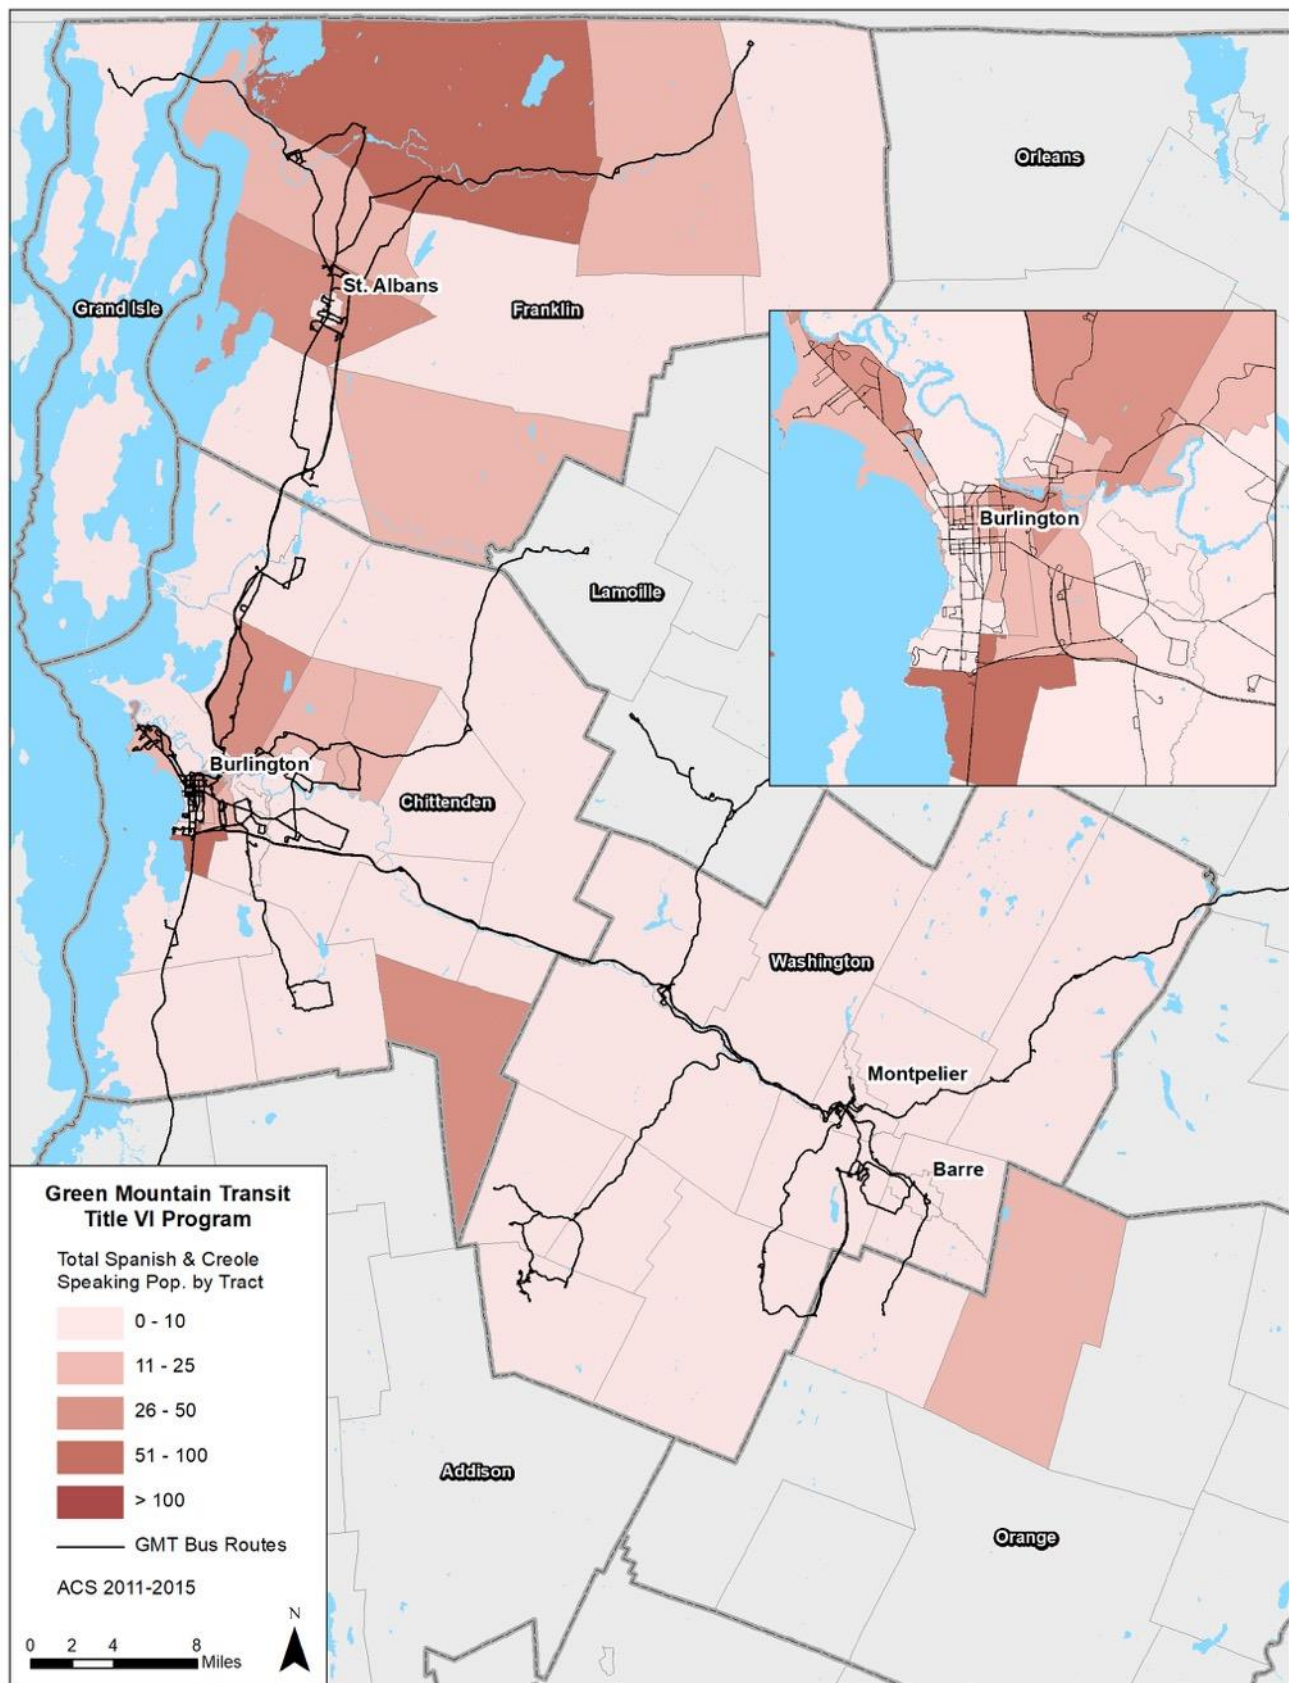 Orleans
St. Albans
Grand Isle
Franklin
Burlington
Lamoille
Burlington
Chittenden
Washington
Montpelier
Barre
Green Mountain Transit
Title VI Program
Total Spanish & Creole
Speaking Pop. by Tract
0 - 10
11 - 25
26 - 50
51 - 100
> 100
GMT Bus Routes
ACS 2011-2015
N
0 2 4 8
Miles
Addison
Orange